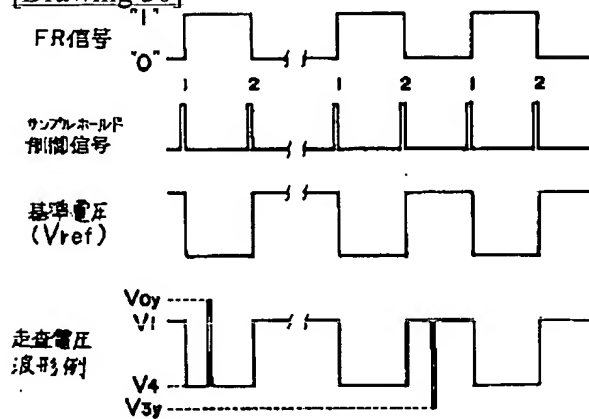 [Drawing
"1"
FR信号
"0"
1 2 1 2 1 2
サンプルホールド
制御信号
基準電圧
(Vref)
V0y
V1
走査電圧
波形例
V4
V3y